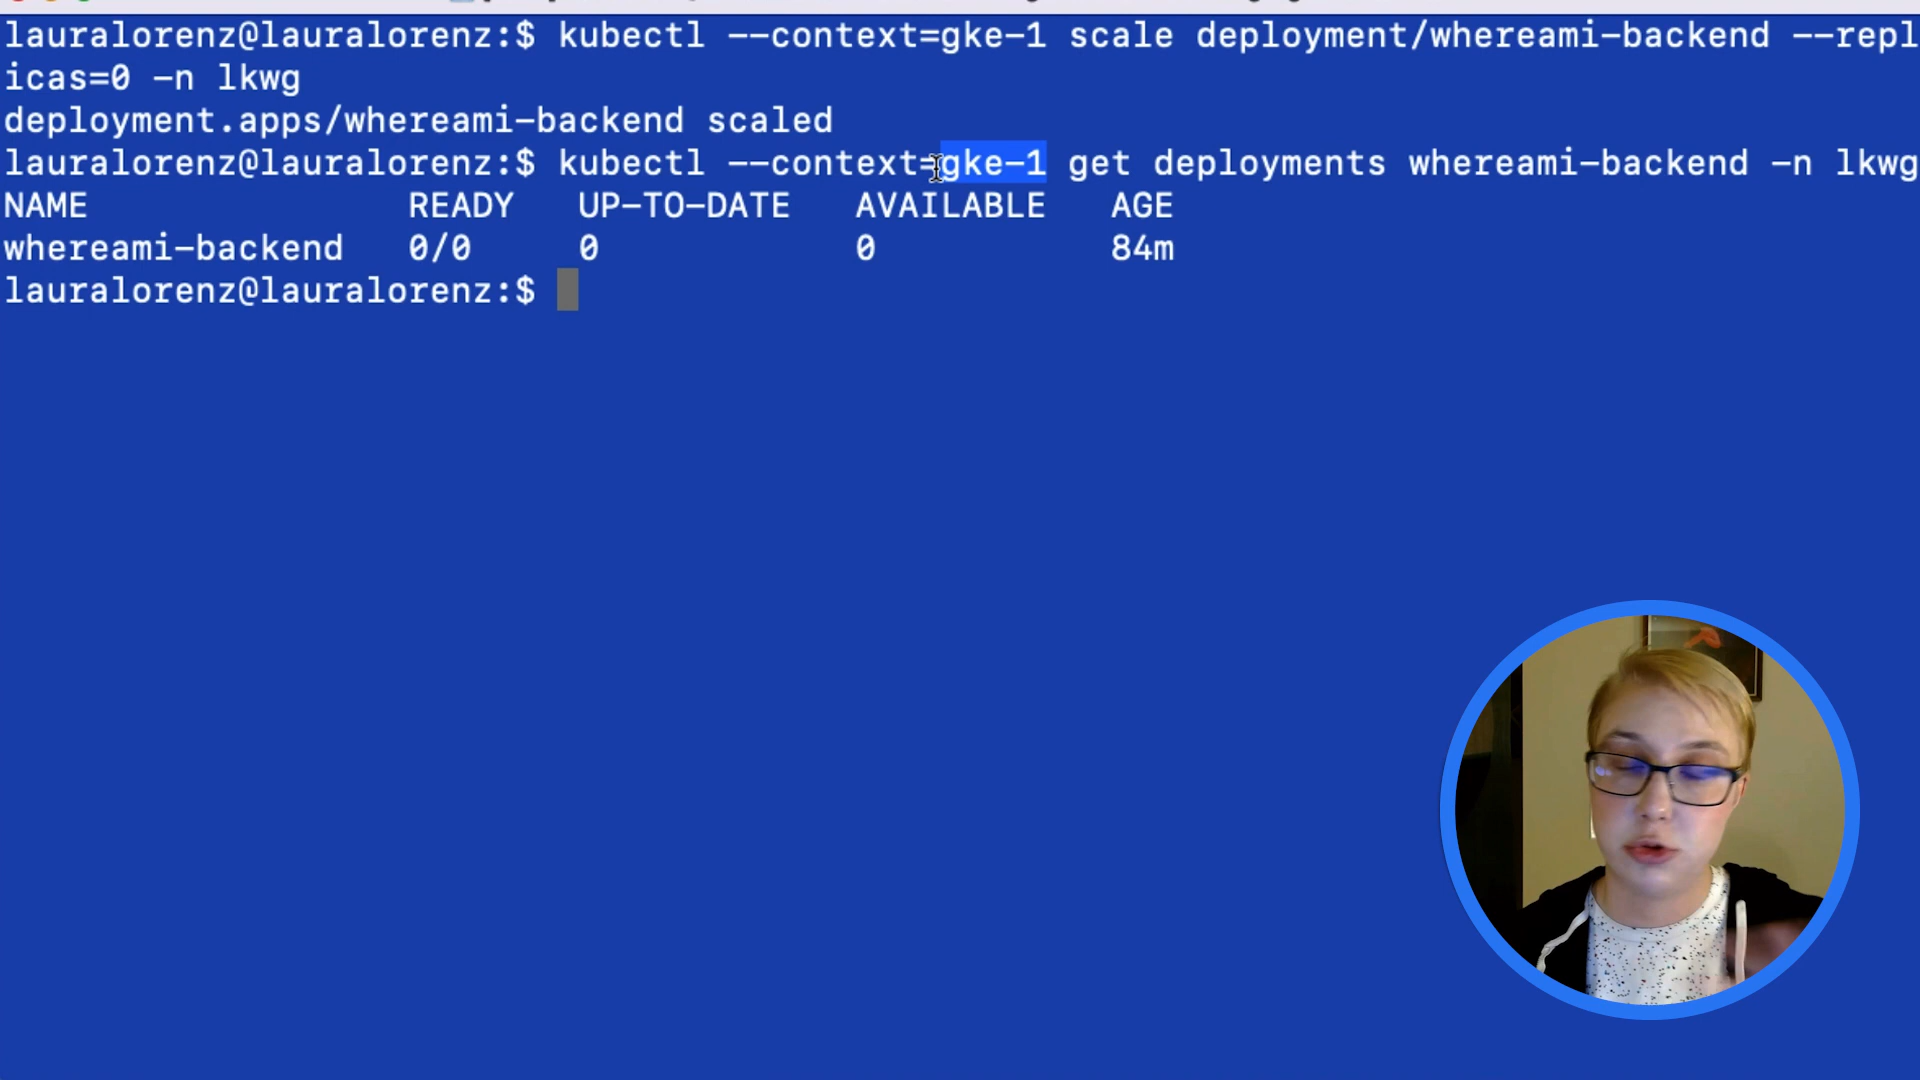 lauralorenz@lauralorenz:$ kubectl --context=gke-1 scale deployment/whereami-backend --repl
icas=0 -n lkwg
deployment.apps/whereami-backend scaled
lauralorenz@lauralorenz:$ kubectl --context=gke-1 get deployments whereami-backend -n lkwg
NAME READY UP-TO-DATE AVAILABLE AGE
whereami-backend 0/0 0 0 84m
lauralorenz@lauralorenz:$